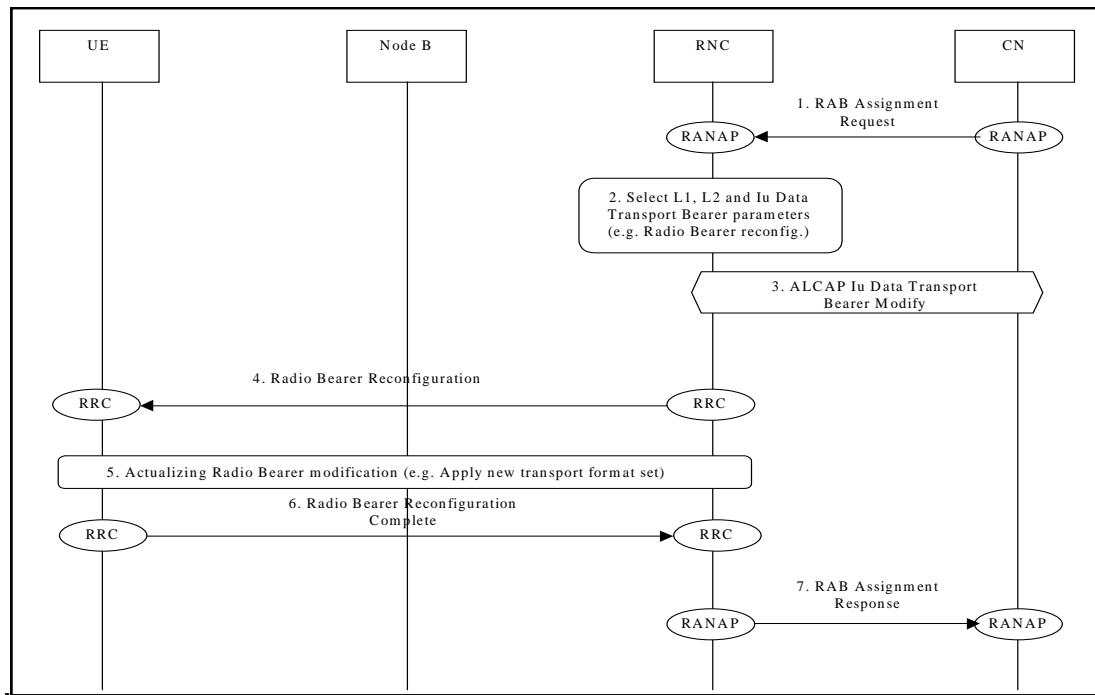 UE
Node B
RNC
CN
1. RAB Assignment
Request
RANAP
RANAP
2. Select L1, L2 and Iu Data
Transport Bearer parameters
(e.g. Radio Bearer reconfig.)
3. ALCAP Iu Data Transport
Bearer Modify
4. Radio Bearer Reconfiguration
RRC
RRC
5. Actualizing Radio Bearer modification (e.g. Apply new transport format set)
6. Radio Bearer Reconfiguration
Complete
RRC
RRC
7. RAB Assignment
Response
RANAP
RANAP